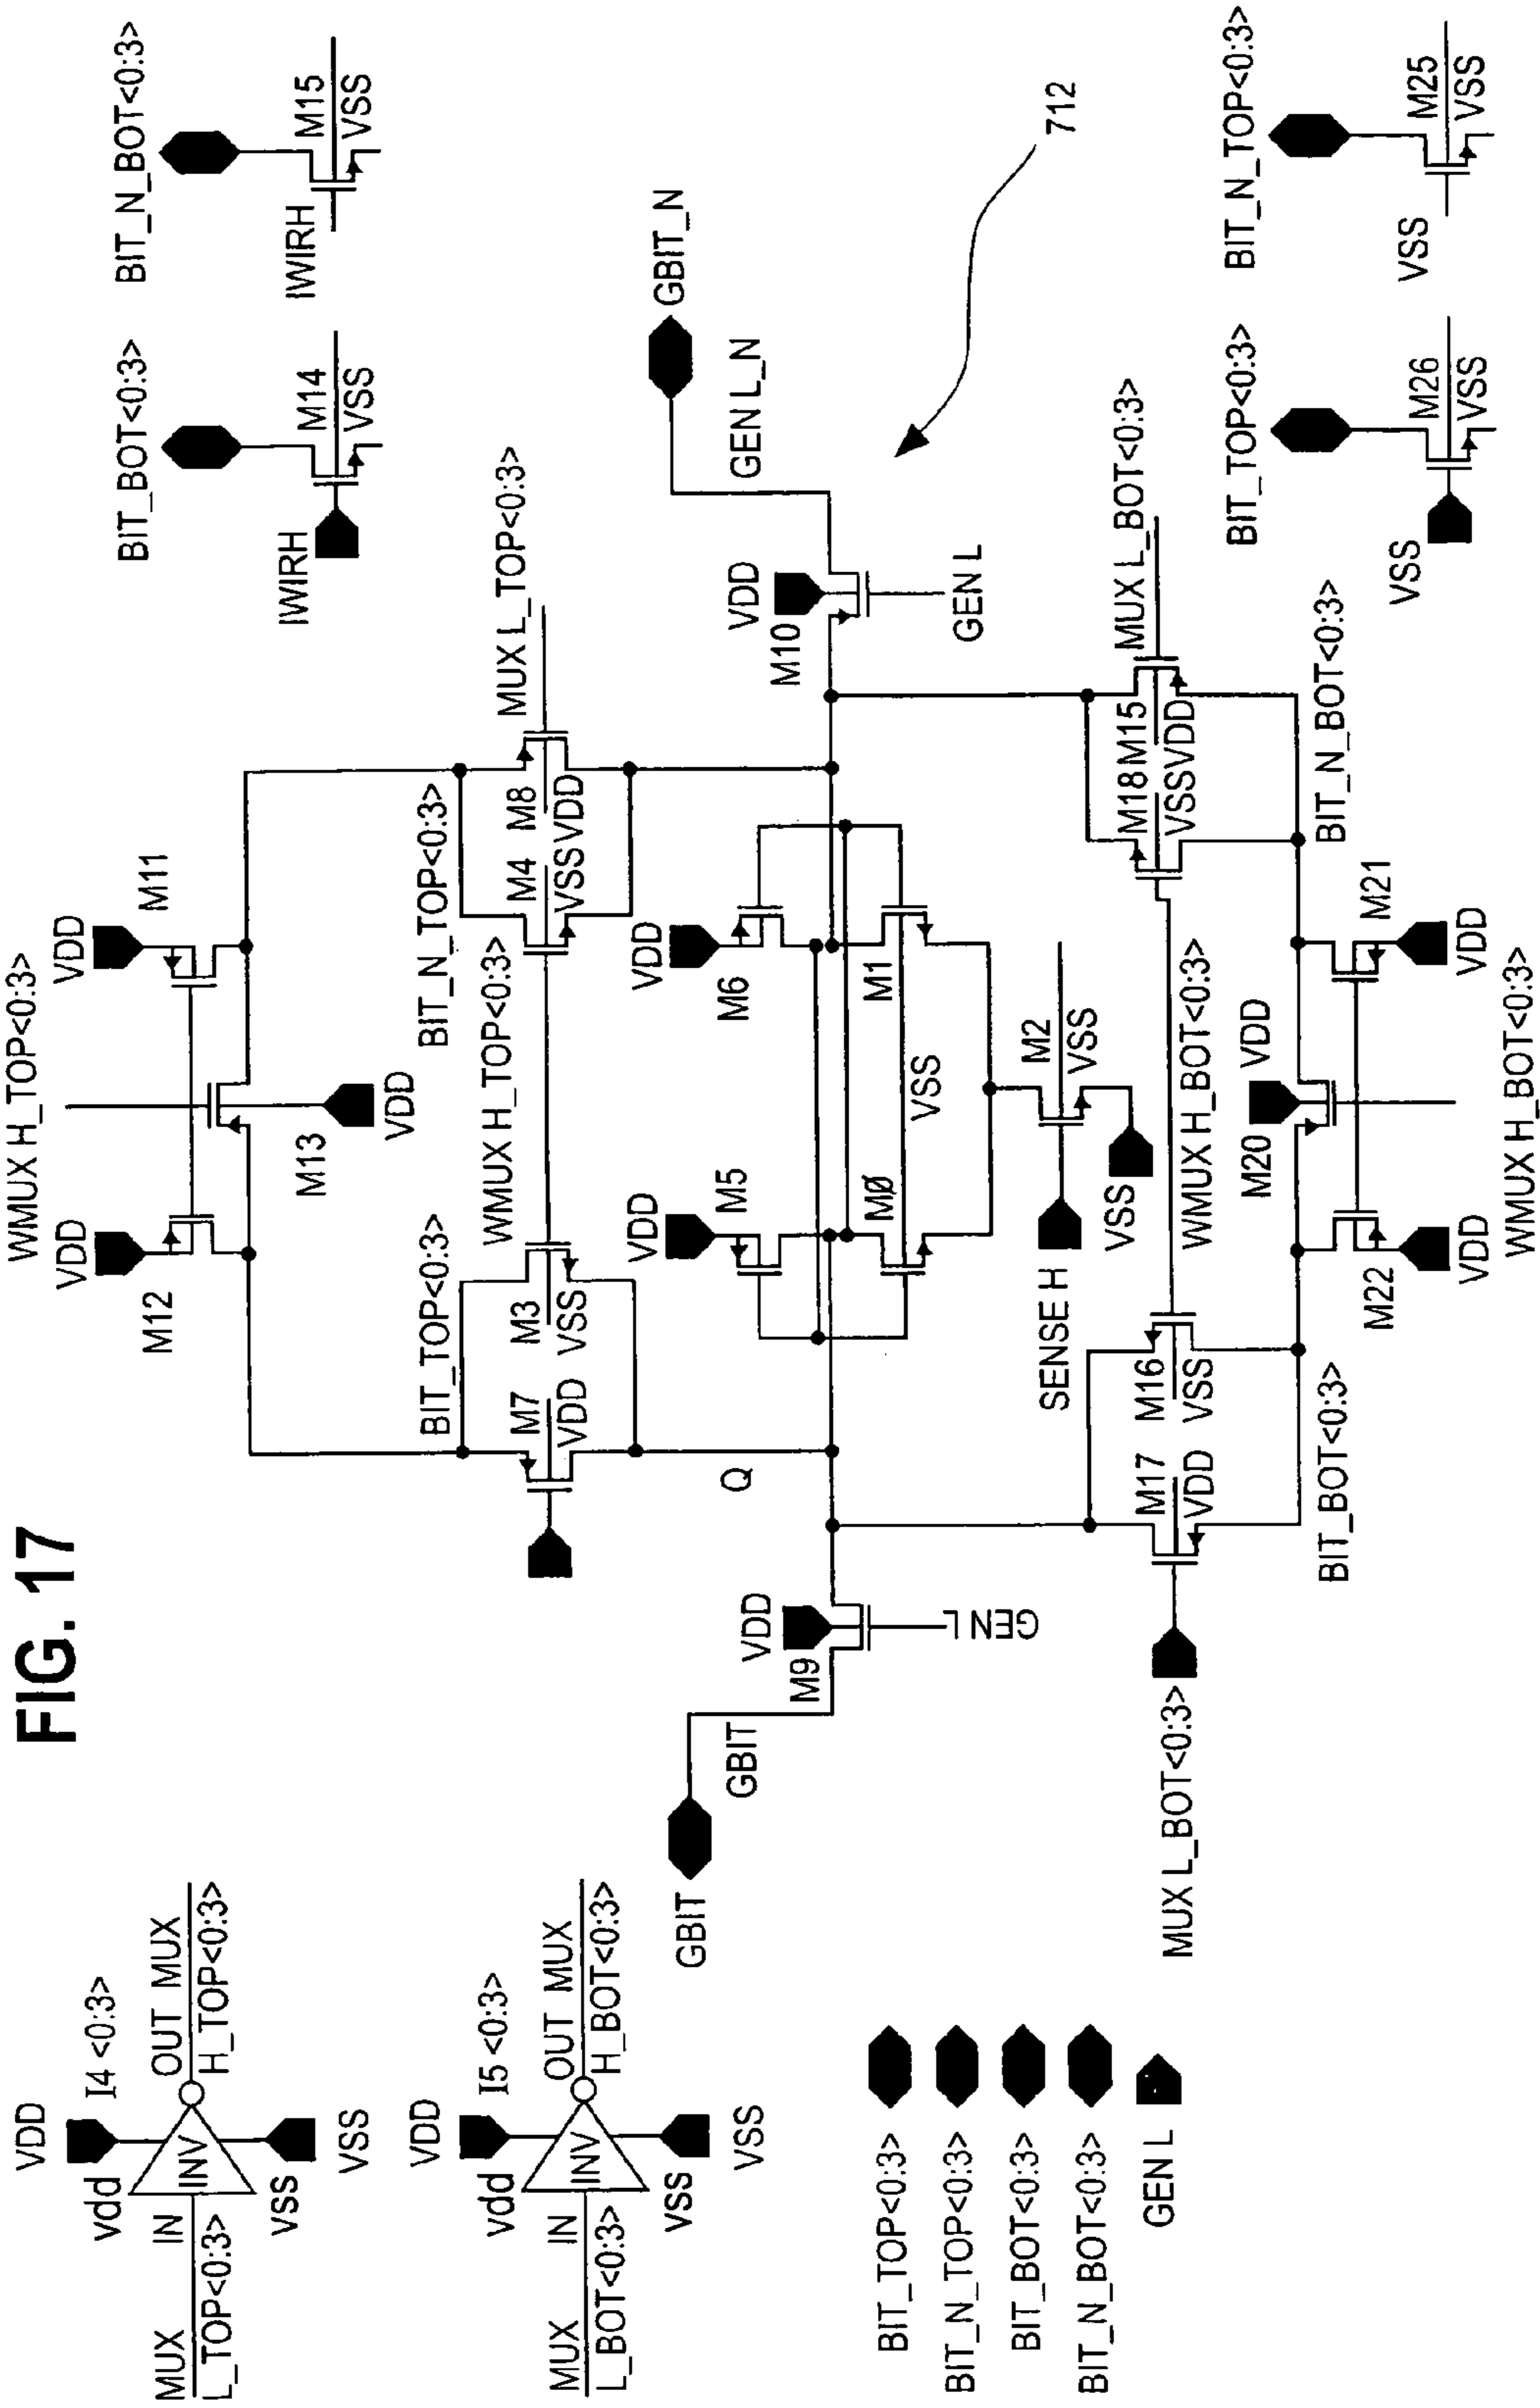 FIG. 17
VDD
vdd
I4 <0:3>
MUX
L_TOP<0:3>
IN
INV
OUT MUX
H_TOP<0:3>
vss
VSS
VDD
vdd
I5 <0:3>
MUX
L_BOT<0:3>
IN
INV
OUT MUX
H_BOT<0:3>
vss
VSS
BIT_TOP<0:3>
BIT_N_TOP<0:3>
BIT_BOT<0:3>
BIT_N_BOT<0:3>
GEN L
WMUX H_TOP<0:3>
VDD
M12
VDD
M11
M13
VDD
BIT_TOP<0:3>
BIT_TOP<0:3>
M7
VDD
M3
VSS
WMUX H_TOP<0:3>
BIT_N_TOP<0:3>
BIT_N_TOP<0:3>
M4
VSS
M8
VDD
MUX L_TOP<0:3>
Q
GBIT
GBIT
VDD
M9
GEN L
VDD
M5
VDD
M6
MØ
M1
VSS
SENSE H
M2
VSS
VSS
VDD
M10
GEN L
GEN L_N
GBIT_N
712
MUX L_BOT<0:3>
M17
VDD
M16
VSS
WMUX H_BOT<0:3>
M18
VSS
M15
VDD
MUX L_BOT<0:3>
BIT_BOT<0:3>
BIT_N_BOT<0:3>
M20
VDD
M22
VDD
M21
VDD
WMUX H_BOT<0:3>
BIT_BOT<0:3>
IWIRH
M14
VSS
BIT_N_BOT<0:3>
IWIRH
M15
VSS
BIT_TOP<0:3>
VSS
M26
VSS
BIT_N_TOP<0:3>
VSS
M25
VSS